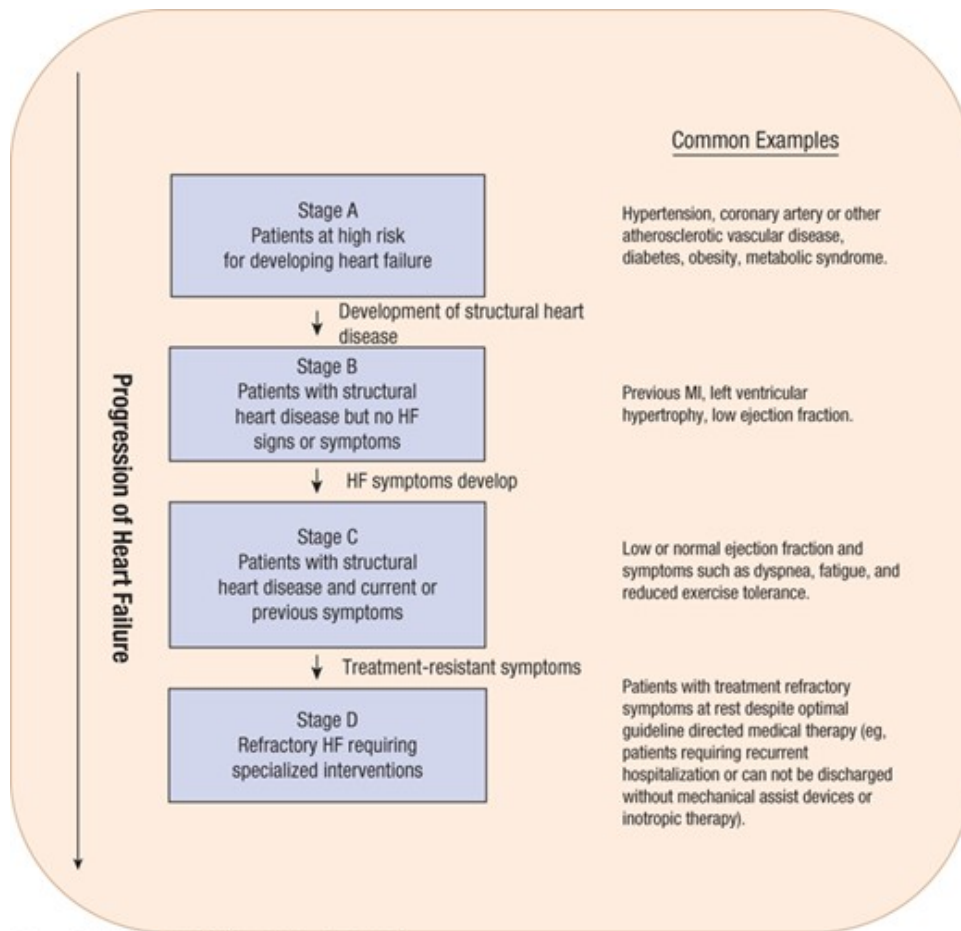 Common Examples
Stage A
Patients at high risk
for developing heart failure
Hypertension, coronary artery or other
atherosclerotic vascular disease,
diabetes, obesity, metabolic syndrome.
Development of structural heart
disease
Stage B
Patients with structural
heart disease but no HF
signs or symptoms
Previous MI, left ventricular
hypertrophy, low ejection fraction.
HF symptoms develop
Stage C
Patients with structural
heart disease and current or
previous symptoms
Low or normal ejection fraction and
symptoms such as dyspnea, fatigue, and
reduced exercise tolerance.
Treatment-resistant symptoms
Stage D
Refractory HF requiring
specialized interventions
Patients with treatment refractory
symptoms at rest despite optimal
guideline directed medical therapy (eg,
patients requiring recurrent
hospitalization or can not be discharged
without mechanical assist devices or
inotropic therapy).
Progression of Heart Failure